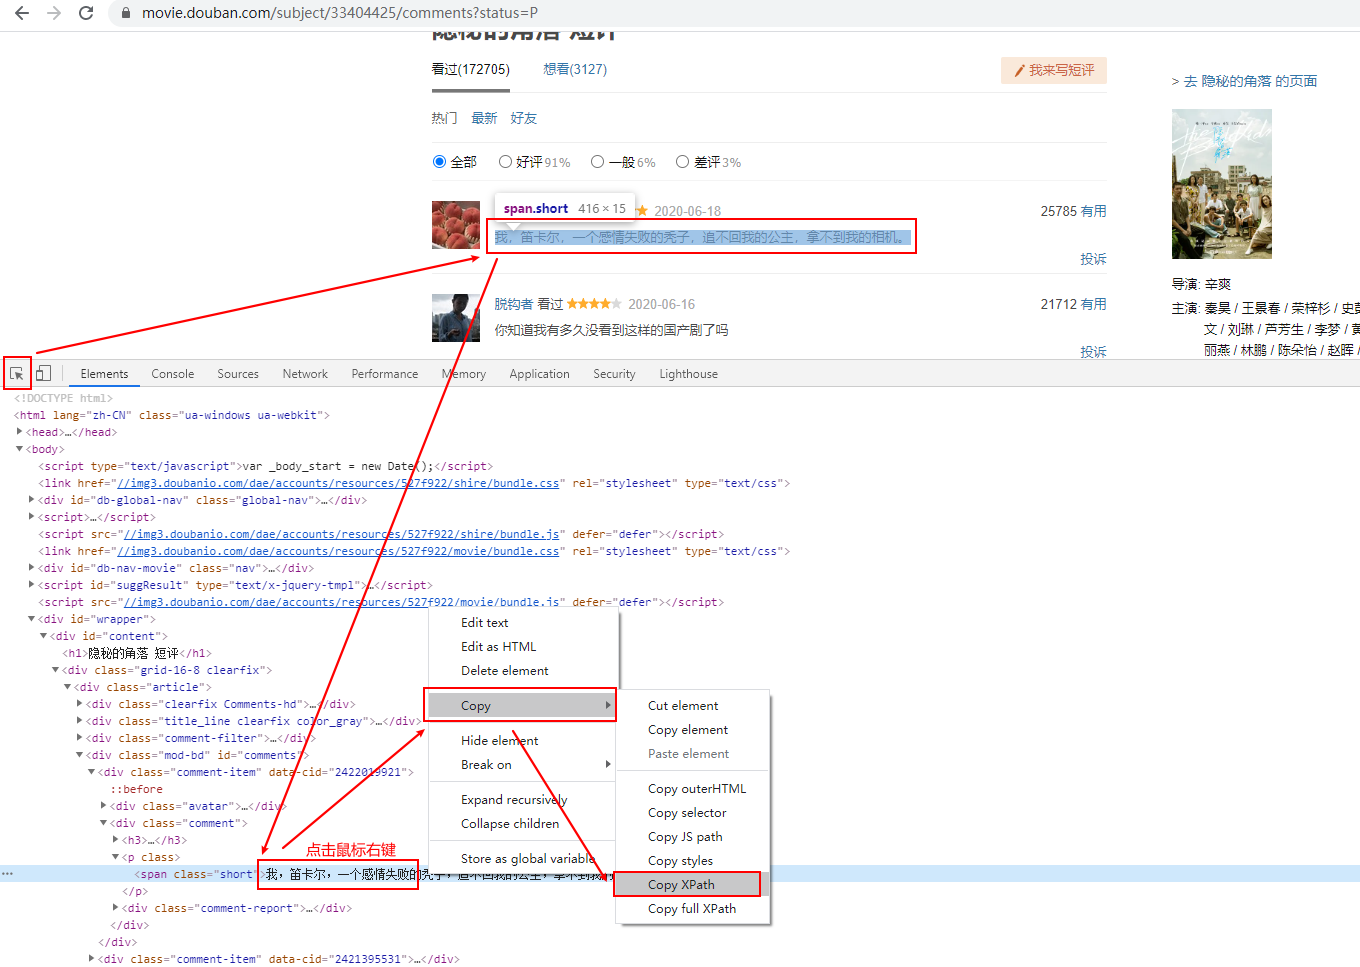 movie.douban.com/subject/33404425/comments?status=P
隐秘的角落 短评
看过(172705) 想看(3127)
我来写短评
> 去 隐秘的角落 的页面
热门 最新 好友
全部 好评 91% 一般 6% 差评 3%
span.short 416 × 15
2020-06-18
25785 有用
我，笛卡尔，一个感情失败的秃子，追不回我的公主，拿不到我的相机。
投诉
脱钩者 看过 2020-06-16
21712 有用
你知道我有多久没看到这样的国产剧了吗
投诉
导演: 辛爽
主演: 秦昊 / 王景春 / 荣梓杉 / 史
文 / 刘琳 / 芦芳生 / 李梦 / 黄
丽燕 / 林鹏 / 陈朵怡 / 赵晖 /
Elements Console Sources Network Performance Memory Application Security Lighthouse
<!DOCTYPE html>
<html lang="zh-CN" class="ua-windows ua-webkit">
<head>…</head>
<body>
<script type="text/javascript">var _body_start = new Date();</script>
<link href="//img3.doubanio.com/dae/accounts/resources/527f922/shire/bundle.css" rel="stylesheet" type="text/css">
<div id="db-global-nav" class="global-nav">…</div>
<script>…</script>
<script src="//img3.doubanio.com/dae/accounts/resources/527f922/shire/bundle.js" defer="defer"></script>
<link href="//img3.doubanio.com/dae/accounts/resources/527f922/movie/bundle.css" rel="stylesheet" type="text/css">
<div id="db-nav-movie" class="nav">…</div>
<script id="suggResult" type="text/x-jquery-tmpl">…</script>
<script src="//img3.doubanio.com/dae/accounts/resources/527f922/movie/bundle.js" defer="defer"></script>
<div id="wrapper">
<div id="content">
<h1>隐秘的角落 短评</h1>
<div class="grid-16-8 clearfix">
<div class="article">
<div class="clearfix Comments-hd">…</div>
<div class="title_line clearfix color_gray">…</div>
<div class="comment-filter">…</div>
<div class="mod-bd" id="comments">
<div class="comment-item" data-cid="2422019921">
::before
<div class="avatar">…</div>
<div class="comment">
<h3>…</h3>
<p class>
<span class="short">我，笛卡尔，一个感情失败的秃子，追不回我的公主，拿不到我的
</p>
<div class="comment-report">…</div>
</div>
</div>
<div class="comment-item" data-cid="2421395531">…</div>
点击鼠标右键
Edit text
Edit as HTML
Delete element
Copy
Hide element
Break on
Expand recursively
Collapse children
Store as global variable
Cut element
Copy element
Paste element
Copy outerHTML
Copy selector
Copy JS path
Copy styles
Copy XPath
Copy full XPath